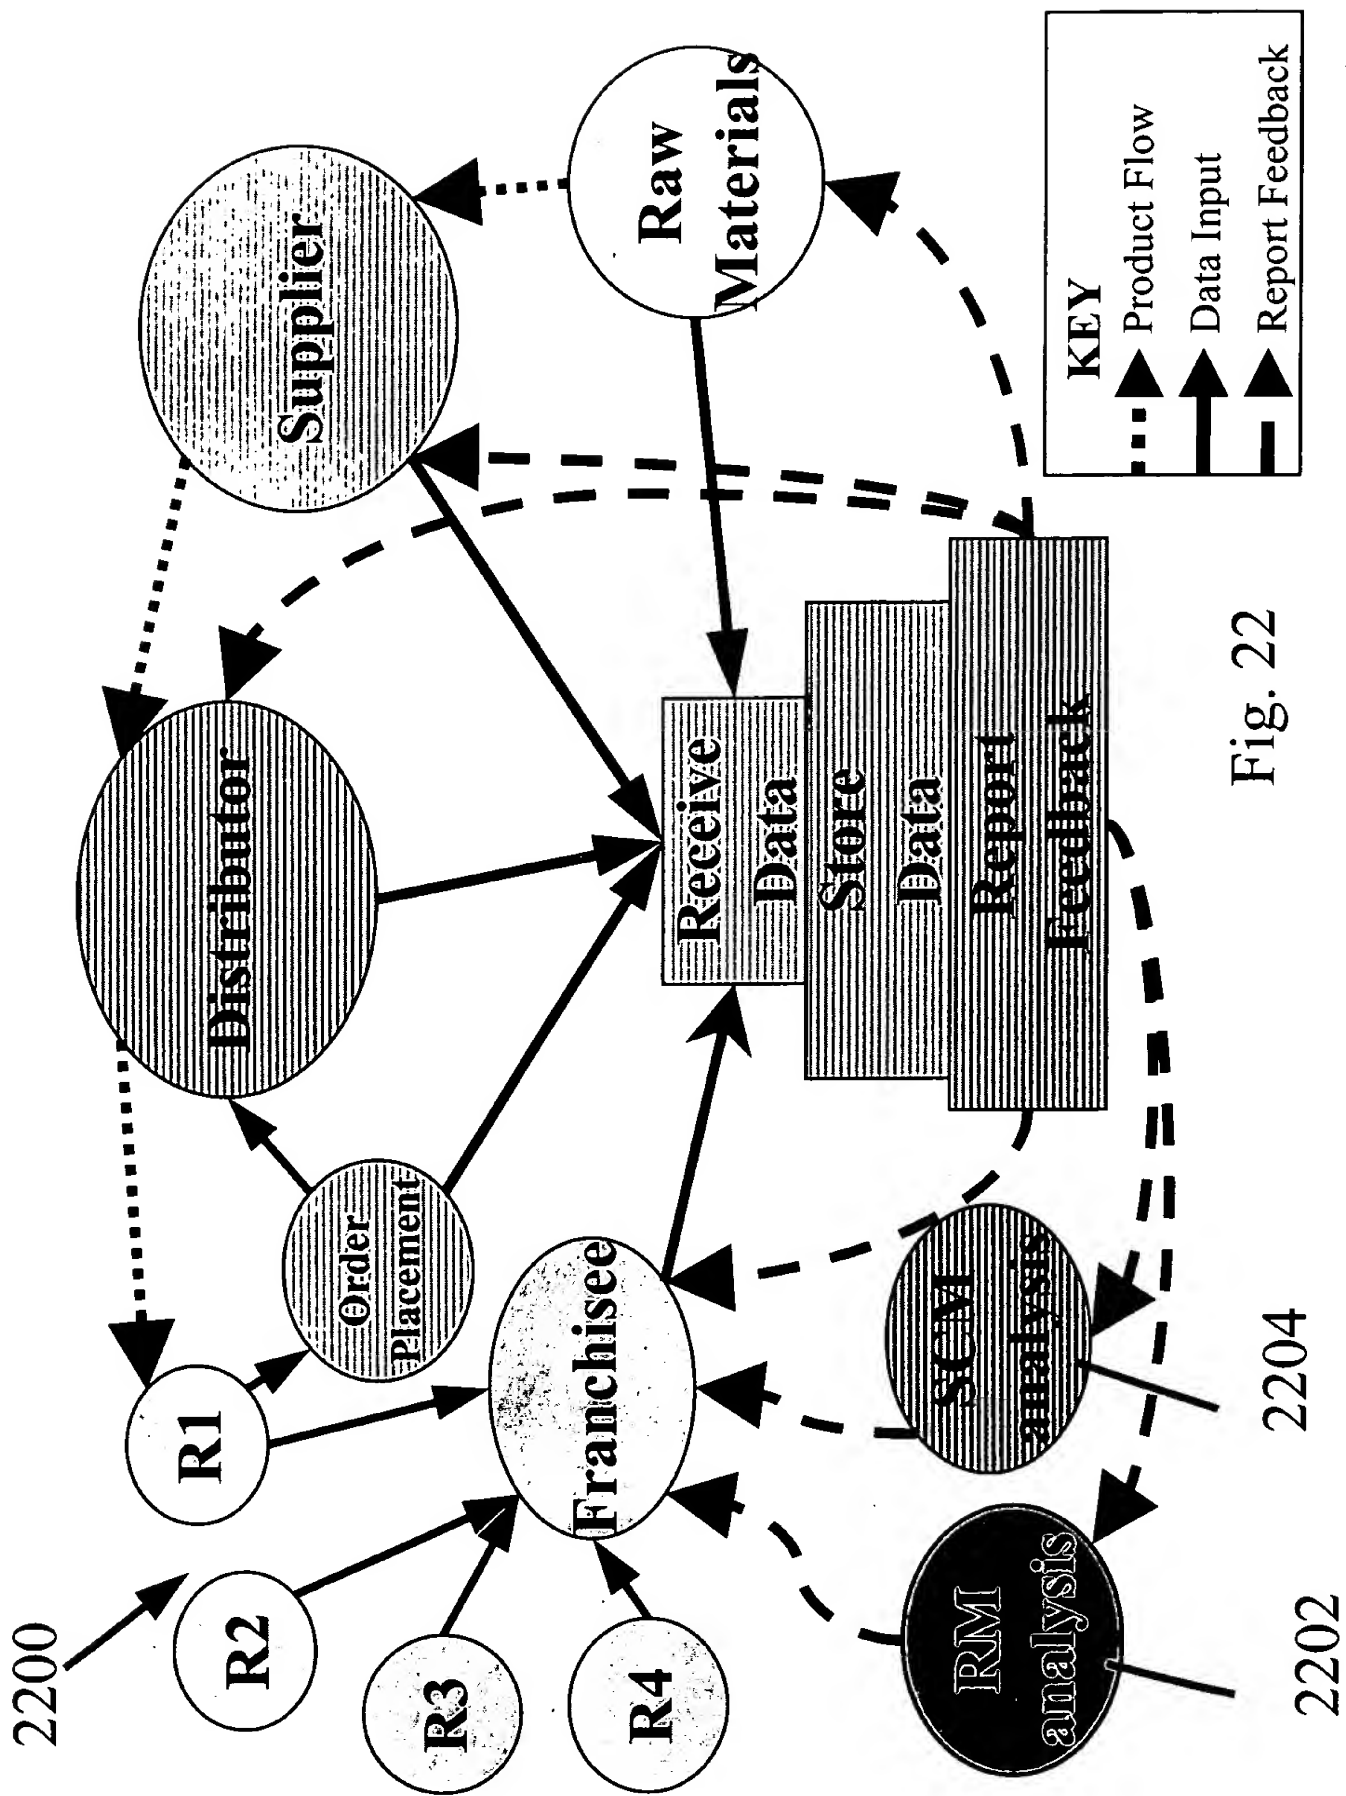 2200
R1
R2
R3
R4
Order
Placement
Distributor
Supplier
Franchisee
Raw
Materials
Receive
Data
Store
Data
Report
Feedback
RM
analysis
SCM
analysis
2202
2204
KEY
Product Flow
Data Input
Report Feedback
Fig. 22